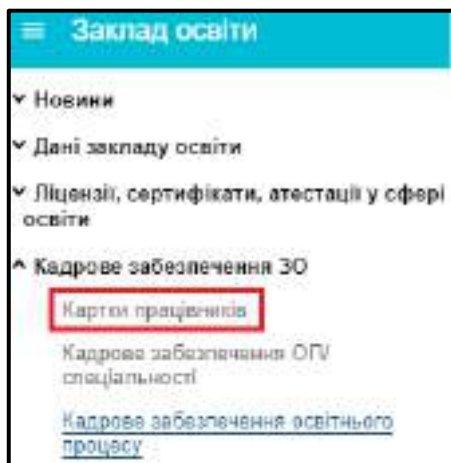 Заклад освіти
Новини
Дані закладу освіти
Ліцензії, сертифікати, атестації у сфері
освіти
Кадрове забезпечення ЗО
Картки працівників
Кадрове забезпечення ОП/
спеціальності
Кадрове забезпечення освітнього
процесу